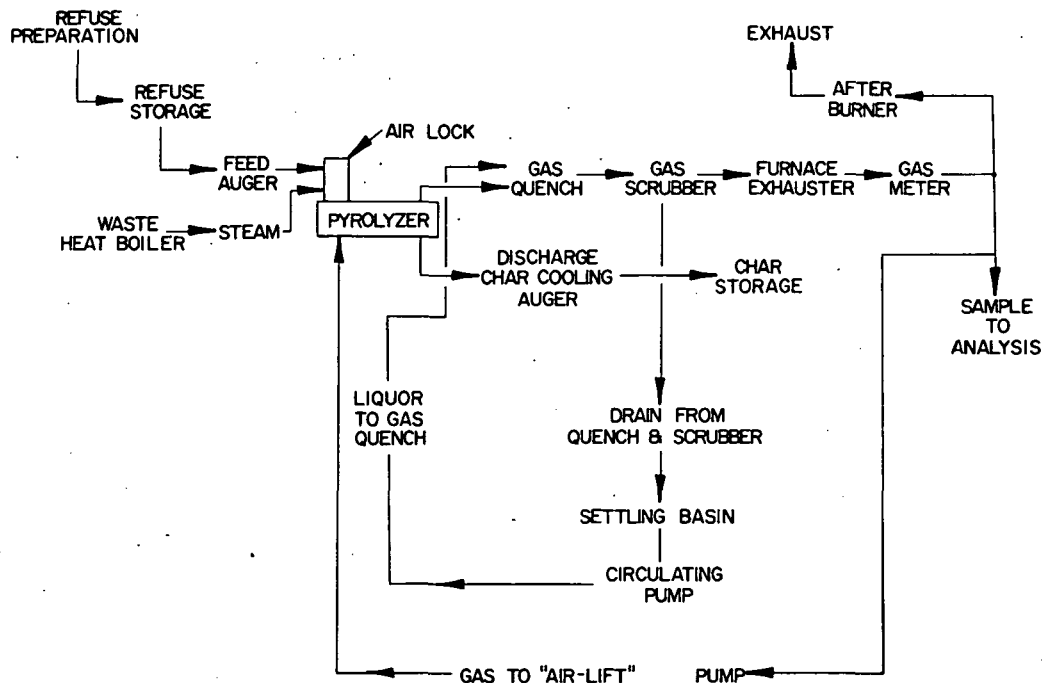 REFUSE
PREPARATION
REFUSE
STORAGE
FEED
AUGER
AIR LOCK
WASTE
HEAT BOILER
STEAM
PYROLYZER
GAS
QUENCH
GAS
SCRUBBER
FURNACE
EXHAUSTER
GAS
METER
EXHAUST
AFTER
BURNER
DISCHARGE
CHAR COOLING
AUGER
CHAR
STORAGE
SAMPLE
TO
ANALYSIS
LIQUOR
TO GAS
QUENCH
DRAIN FROM
QUENCH & SCRUBBER
SETTLING BASIN
CIRCULATING
PUMP
GAS TO "AIR-LIFT"
PUMP